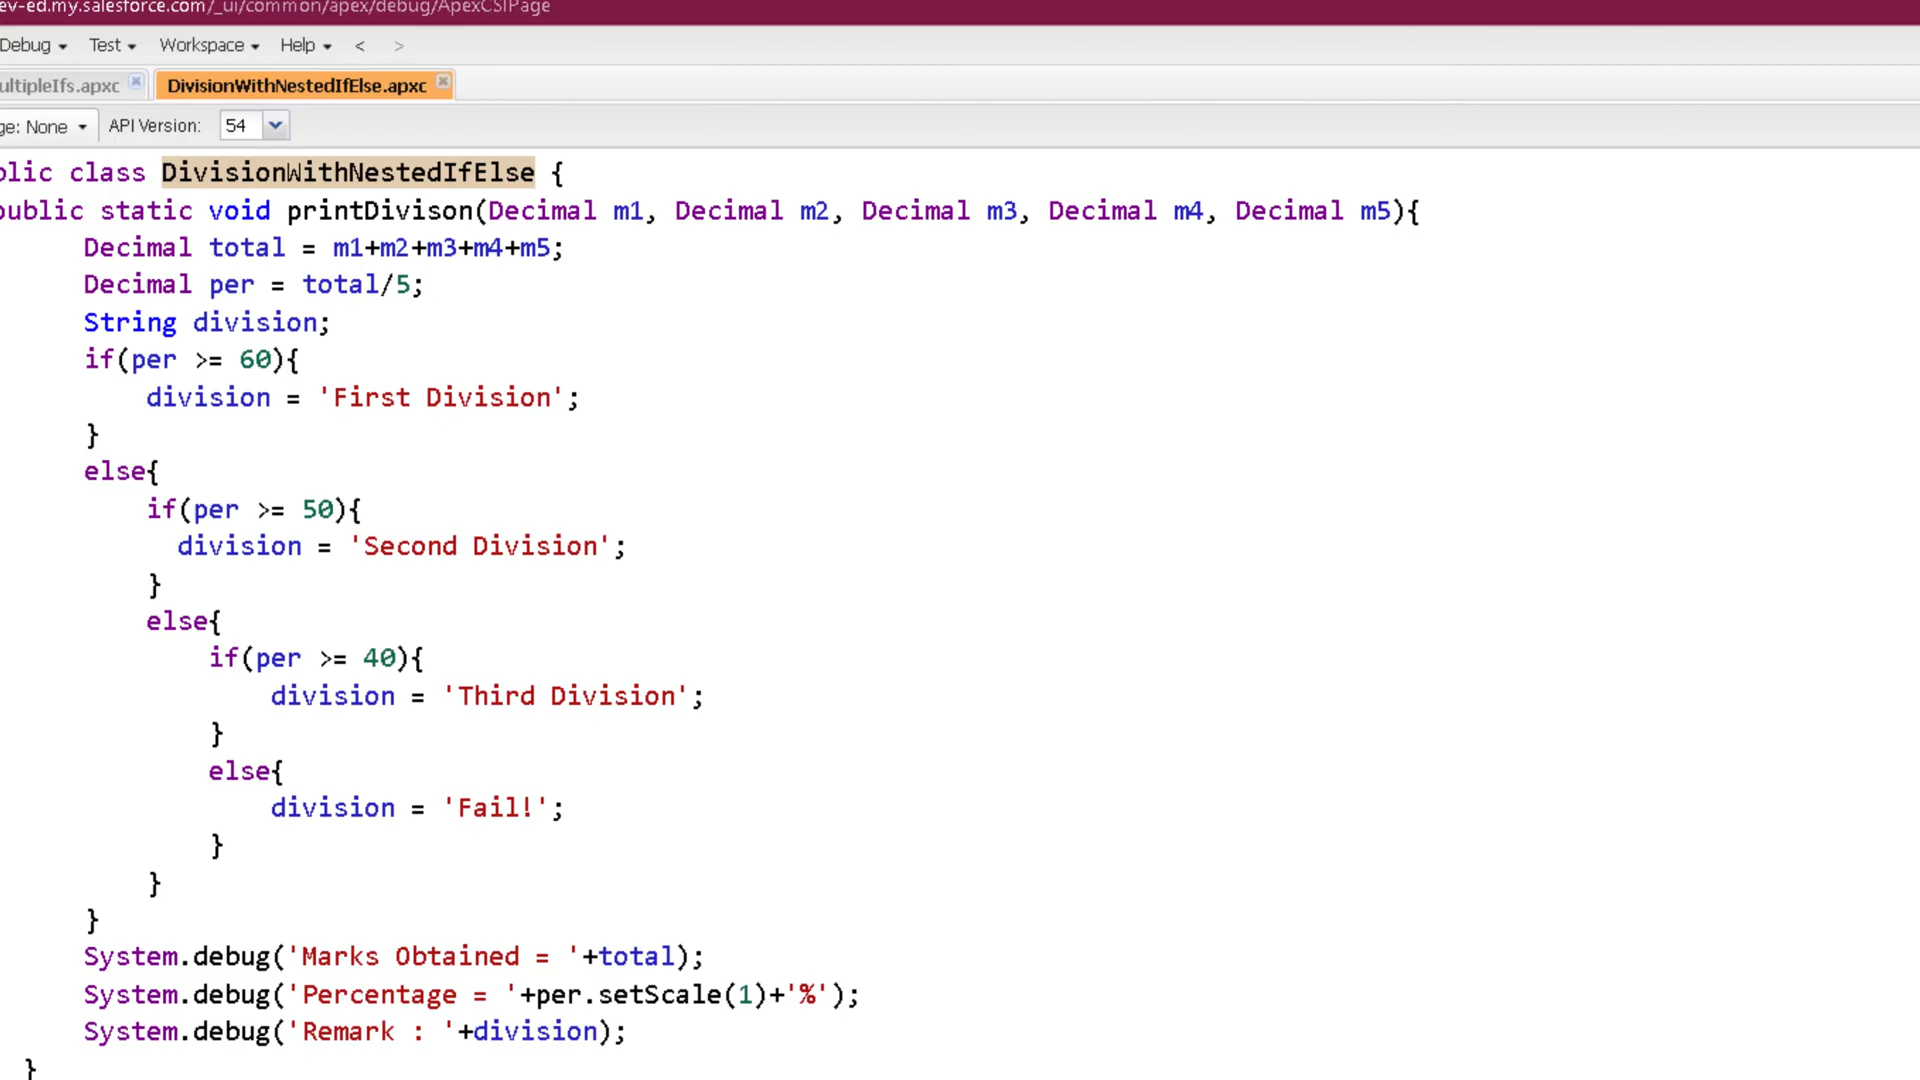 ev-ed.my.salesforce.com/_ui/common/apex/debug/ApexCSIPage
Debug Test Workspace Help < >
ultipleIfs.apxc DivisionWithNestedIfElse.apxc
ge: None API Version: 54
blic class DivisionWithNestedIfElse {
public static void printDivison(Decimal m1, Decimal m2, Decimal m3, Decimal m4, Decimal m5){
Decimal total = m1+m2+m3+m4+m5;
Decimal per = total/5;
String division;
if(per >= 60){
division = 'First Division';
}
else{
if(per >= 50){
division = 'Second Division';
}
else{
if(per >= 40){
division = 'Third Division';
}
else{
division = 'Fail!';
}
}
}
System.debug('Marks Obtained = '+total);
System.debug('Percentage = '+per.setScale(1)+'%');
System.debug('Remark : '+division);
}